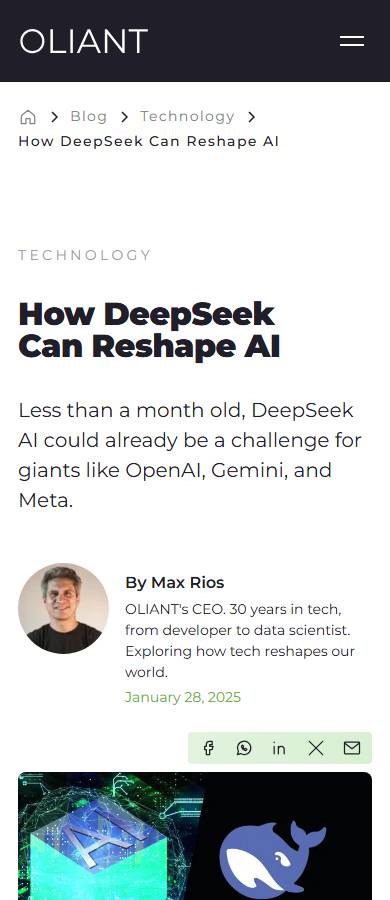 OLIANT
Blog > Technology >
How DeepSeek Can Reshape AI
TECHNOLOGY
How DeepSeek
Can Reshape AI
Less than a month old, DeepSeek
AI could already be a challenge for
giants like OpenAI, Gemini, and
Meta.
By Max Rios
OLIANT's CEO. 30 years in tech,
from developer to data scientist.
Exploring how tech reshapes our
world.
January 28, 2025
AI